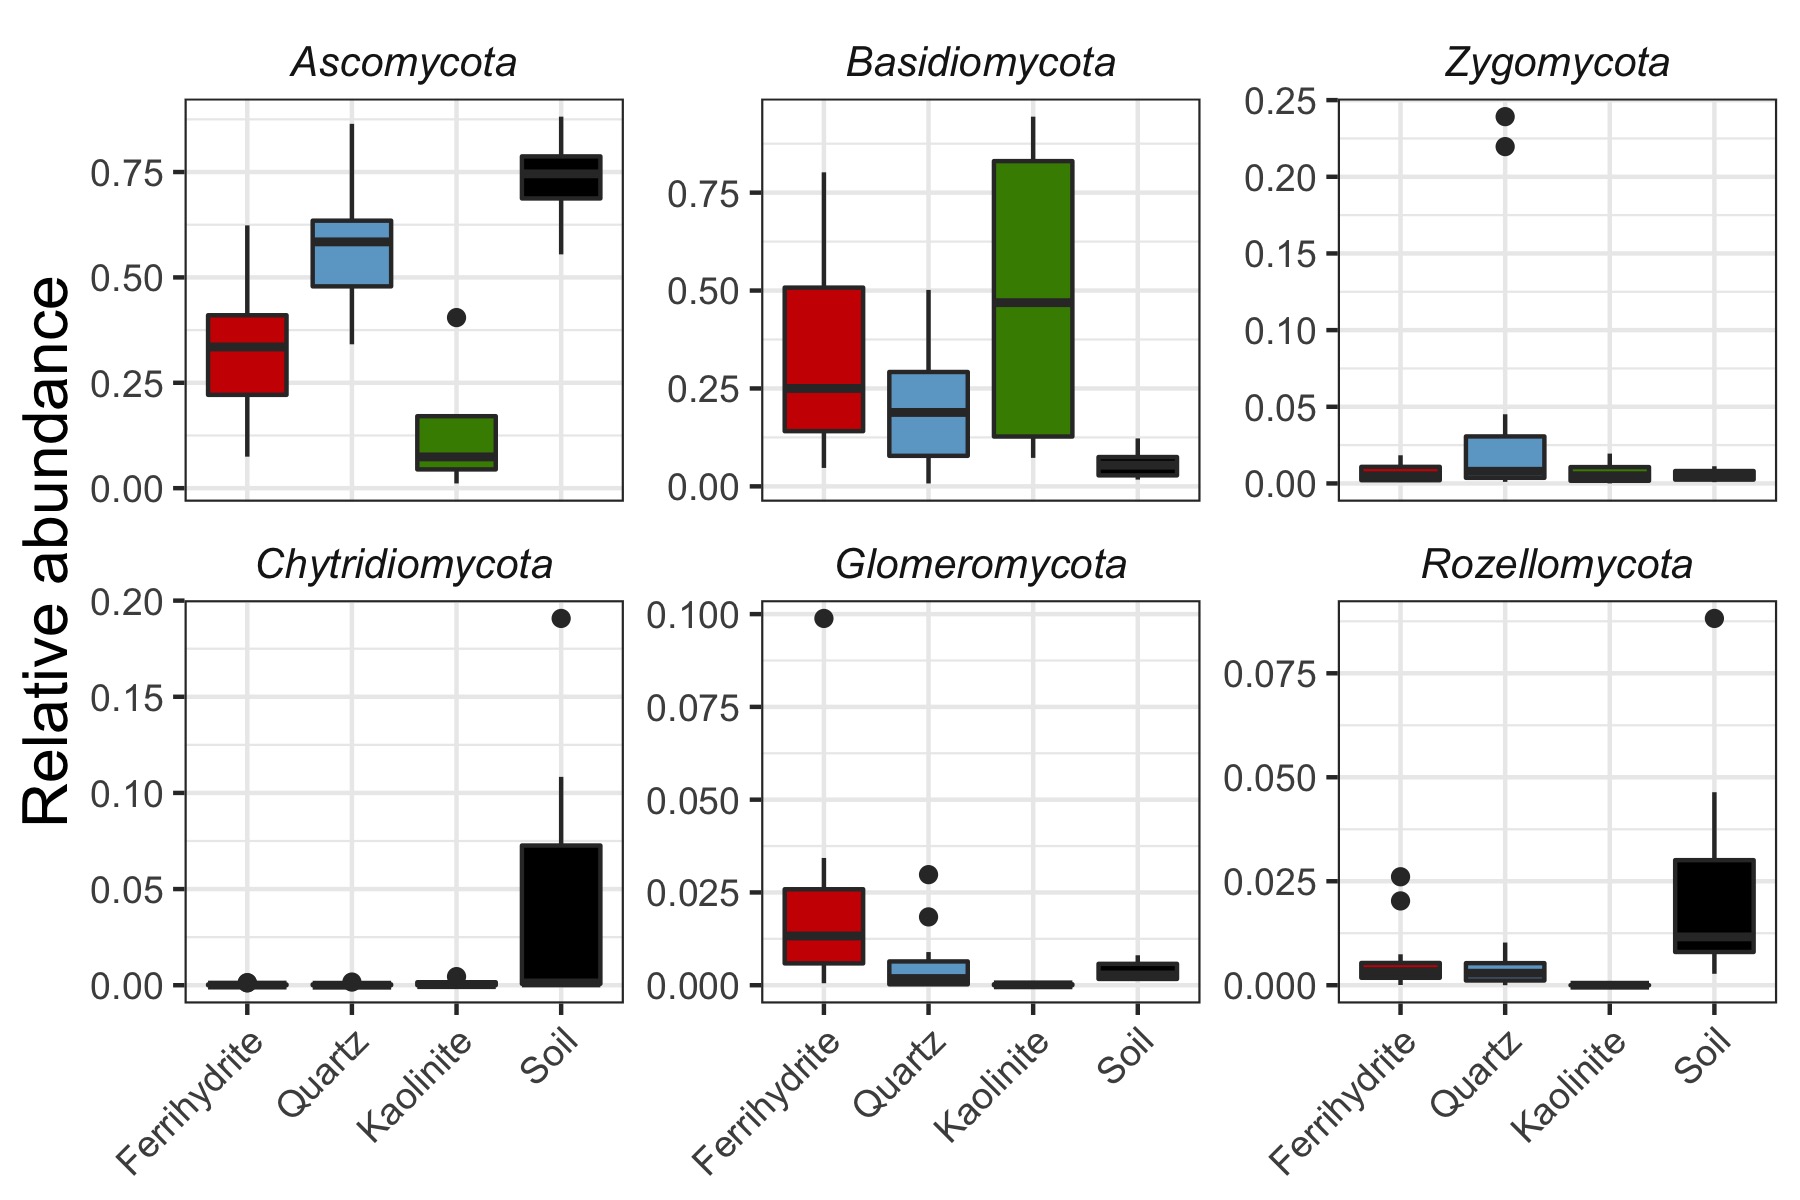 Relative abundance
Ascomycota
0.75
0.50
0.25
0.00
Basidiomycota
0.75
0.50
0.25
0.00
Zygomycota
0.25
0.20
0.15
0.10
0.05
0.00
Chytridiomycota
0.20
0.15
0.10
0.05
0.00
Ferrihydrite
Quartz
Kaolinite
Soil
Glomeromycota
0.100
0.075
0.050
0.025
0.000
Ferrihydrite
Quartz
Kaolinite
Soil
Rozellomycota
0.075
0.050
0.025
0.000
Ferrihydrite
Quartz
Kaolinite
Soil